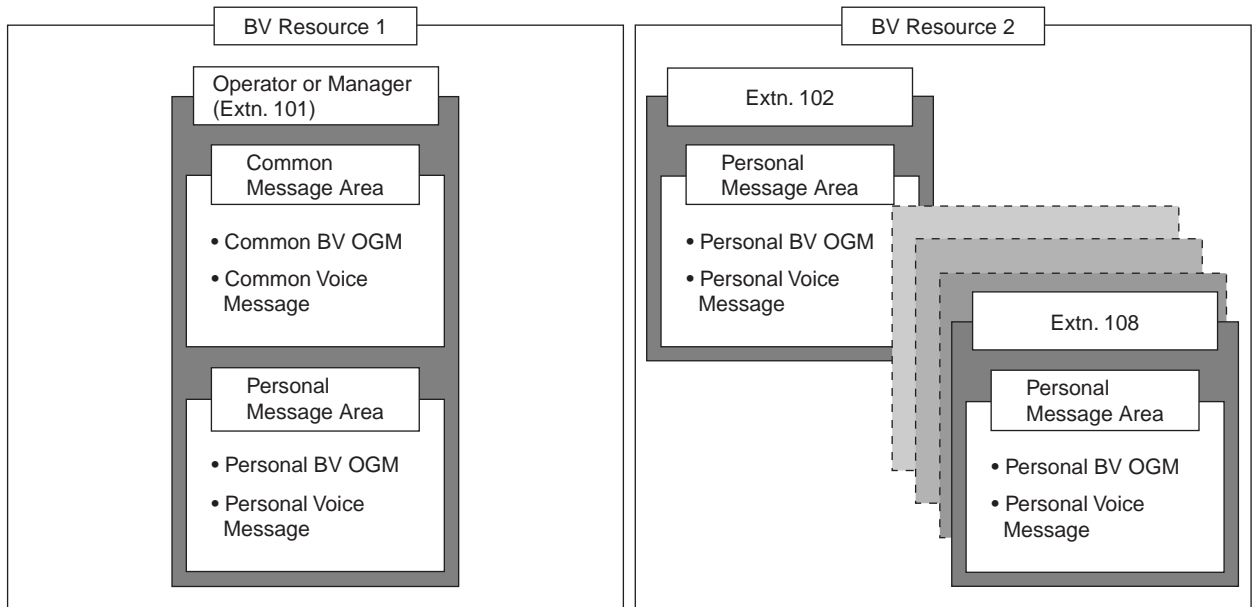 BV Resource 1
Operator or Manager
(Extn. 101)
Common
Message Area
• Common BV OGM
• Common Voice
Message
Personal
Message Area
• Personal BV OGM
• Personal Voice
Message
BV Resource 2
Extn. 102
Personal
Message Area
• Personal BV OGM
• Personal Voice
Message
Extn. 108
Personal
Message Area
• Personal BV OGM
• Personal Voice
Message